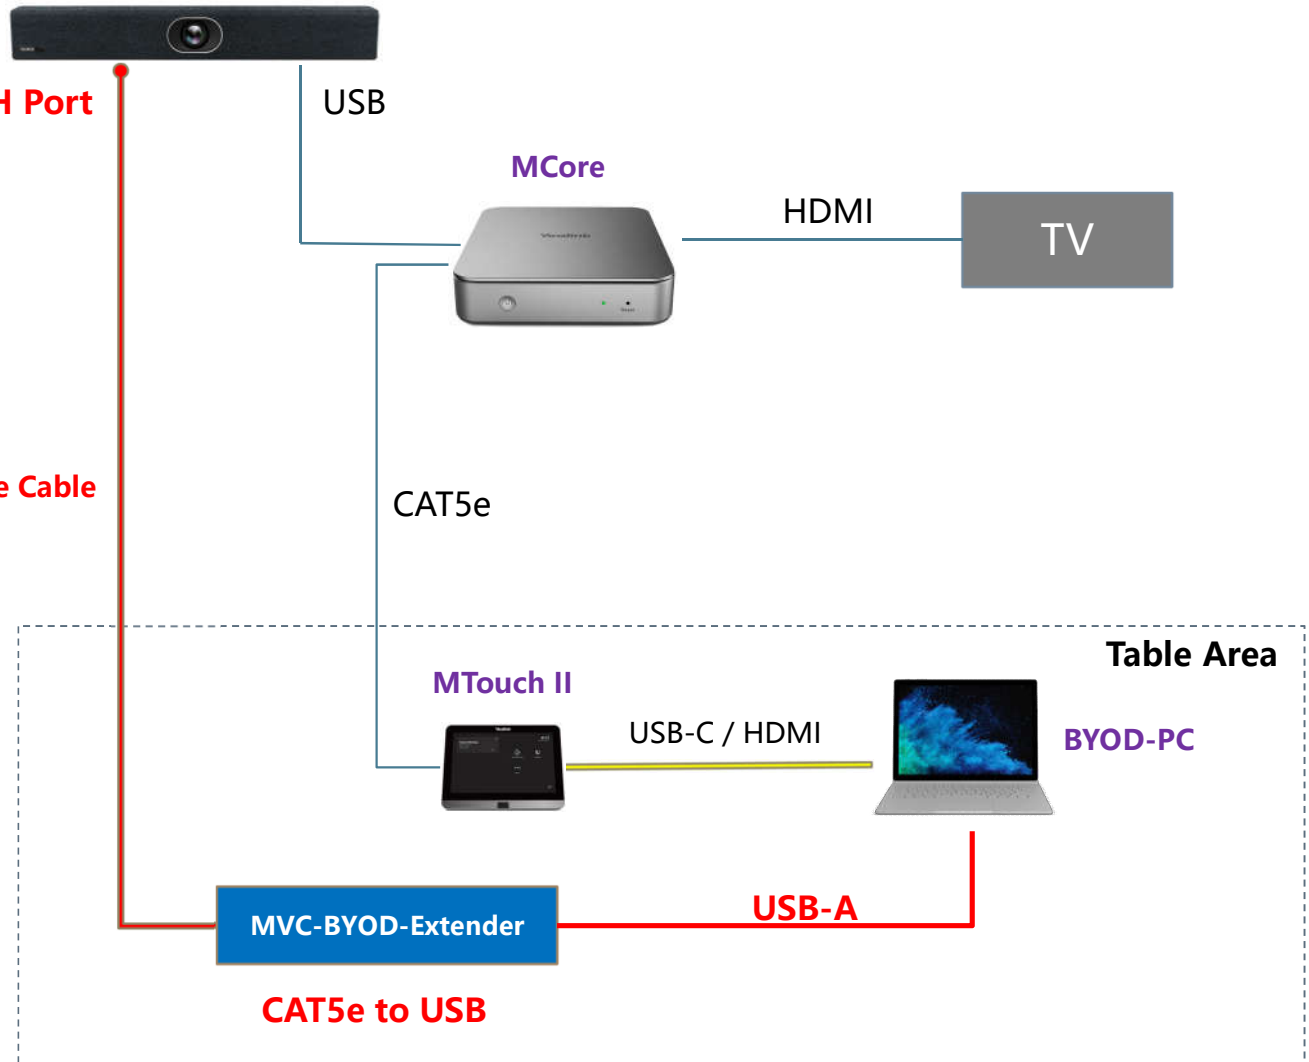 H Port
USB
MCore
HDMI
TV
Yealink
e Cable
CAT5e
Table Area
MTouch II
USB-C / HDMI
BYOD-PC
MVC-BYOD-Extender
USB-A
CAT5e to USB